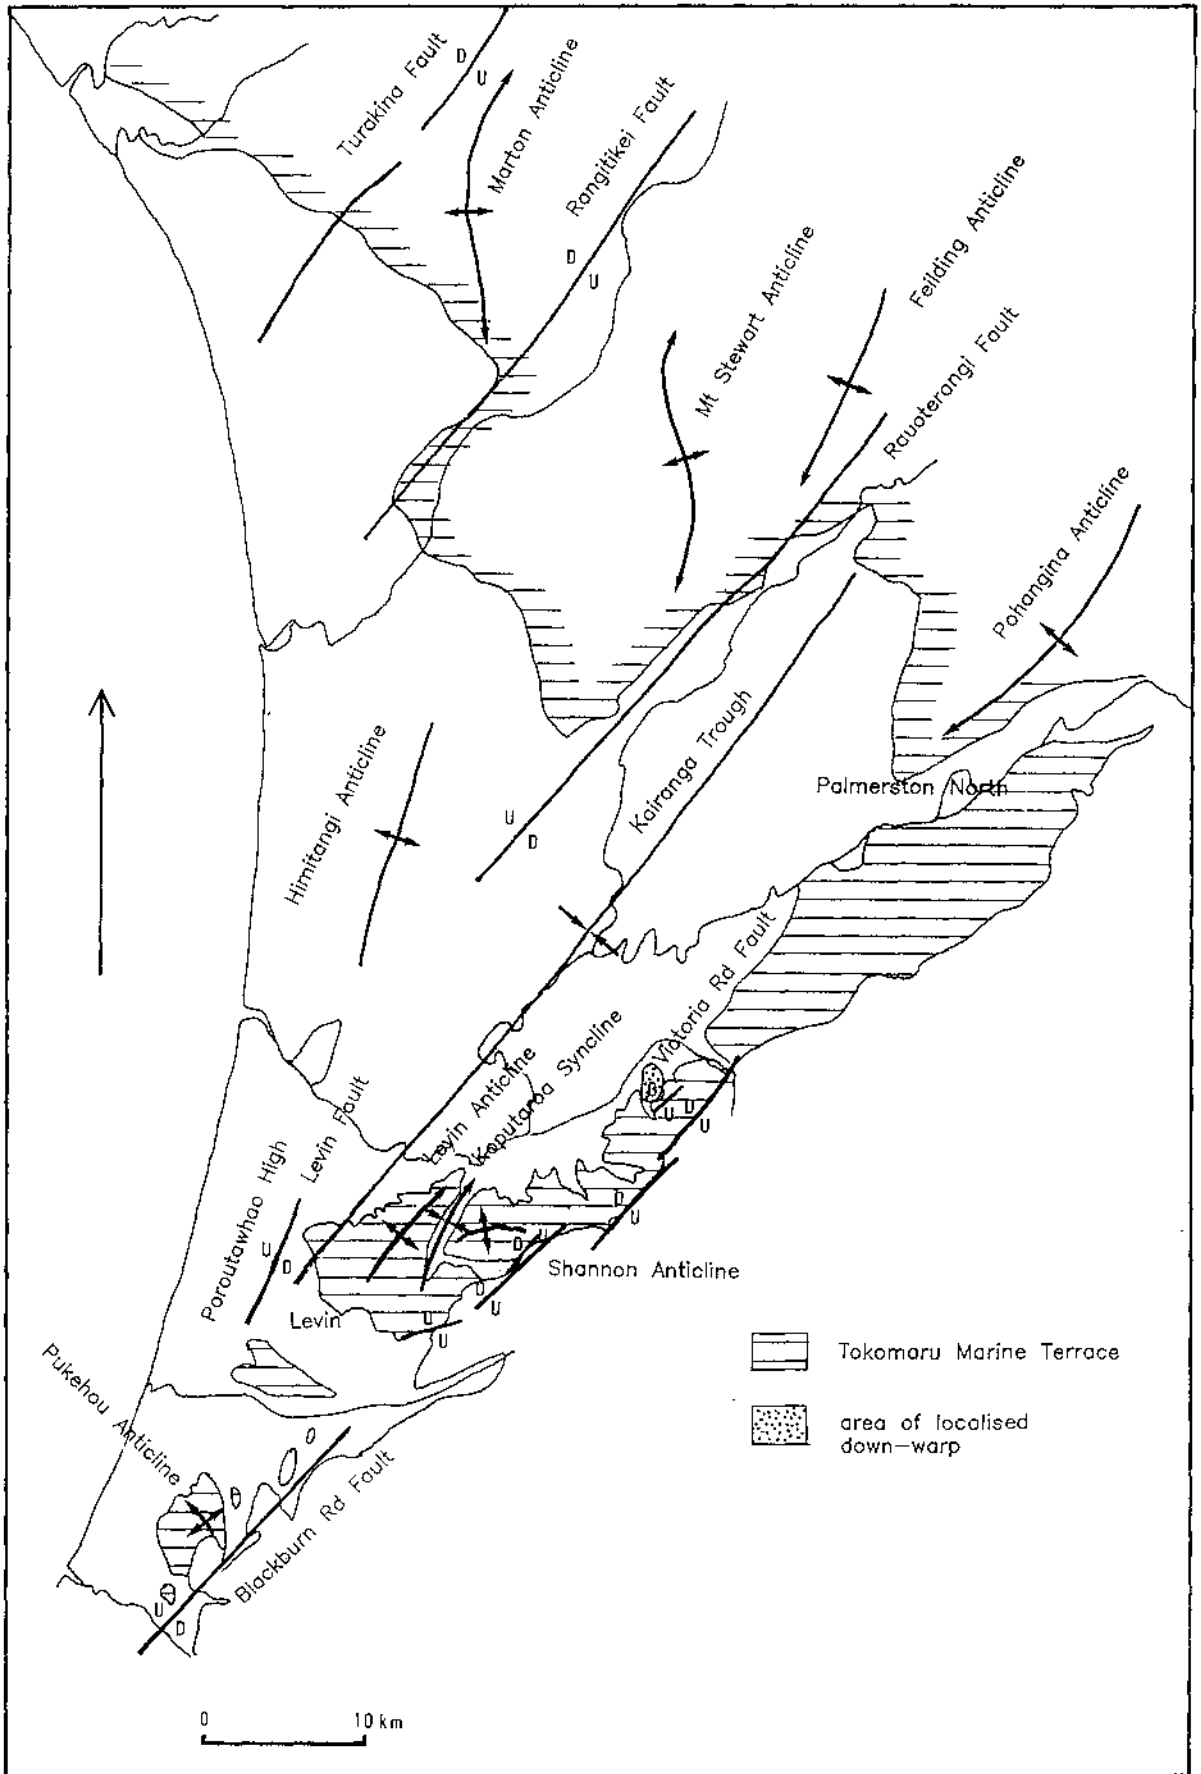 Turakina Fault
D
U
Marton Anticline
Rangitikei Fault
D
U
Mt Stewart Anticline
Feilding Anticline
Rauoterangi Fault
Pohangina Anticline
Himitangi Anticline
U
D
Kairanga Trough
Palmerston North
Victoria Rd Fault
D
U
D
U
Levin Anticline
Koputaroa Syncline
Levin Fault
Poroutawhao High
U
D
D
U
D
U
Shannon Anticline
D
U
Levin
D
U
Tokomaru Marine Terrace
Pukehou Anticline
area of localised
down-warp
Blackburn Rd Fault
U
D
0
10 km